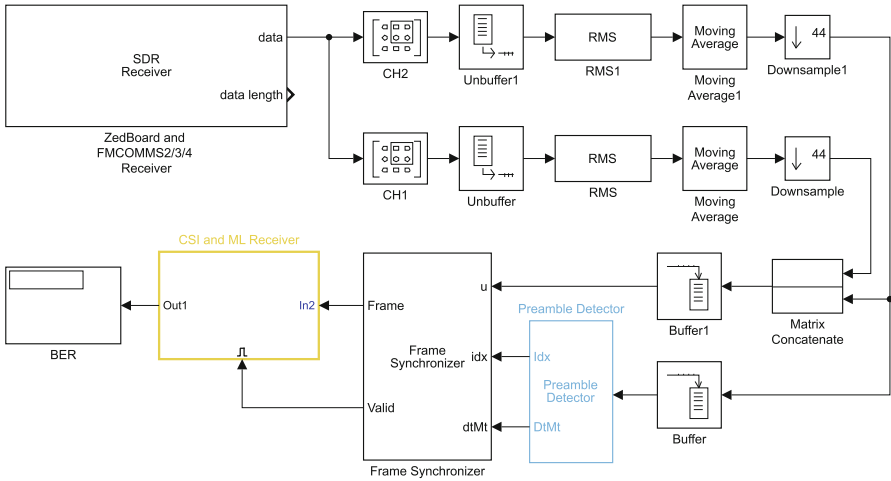 SDR
Receiver
data
data length
ZedBoard and
FMCOMMS2/3/4
Receiver
CH2
Unbuffer1
RMS
RMS1
Moving
Average
Moving
Average1
44
Downsample1
CH1
Unbuffer
RMS
RMS
Moving
Average
Moving
Average
44
Downsample
CSI and ML Receiver
Out1
In2
BER
Frame
u
Frame
Synchronizer
idx
Valid
dtMt
Frame Synchronizer
Preamble Detector
Idx
Preamble
Detector
DtMt
Buffer1
Buffer
Matrix
Concatenate